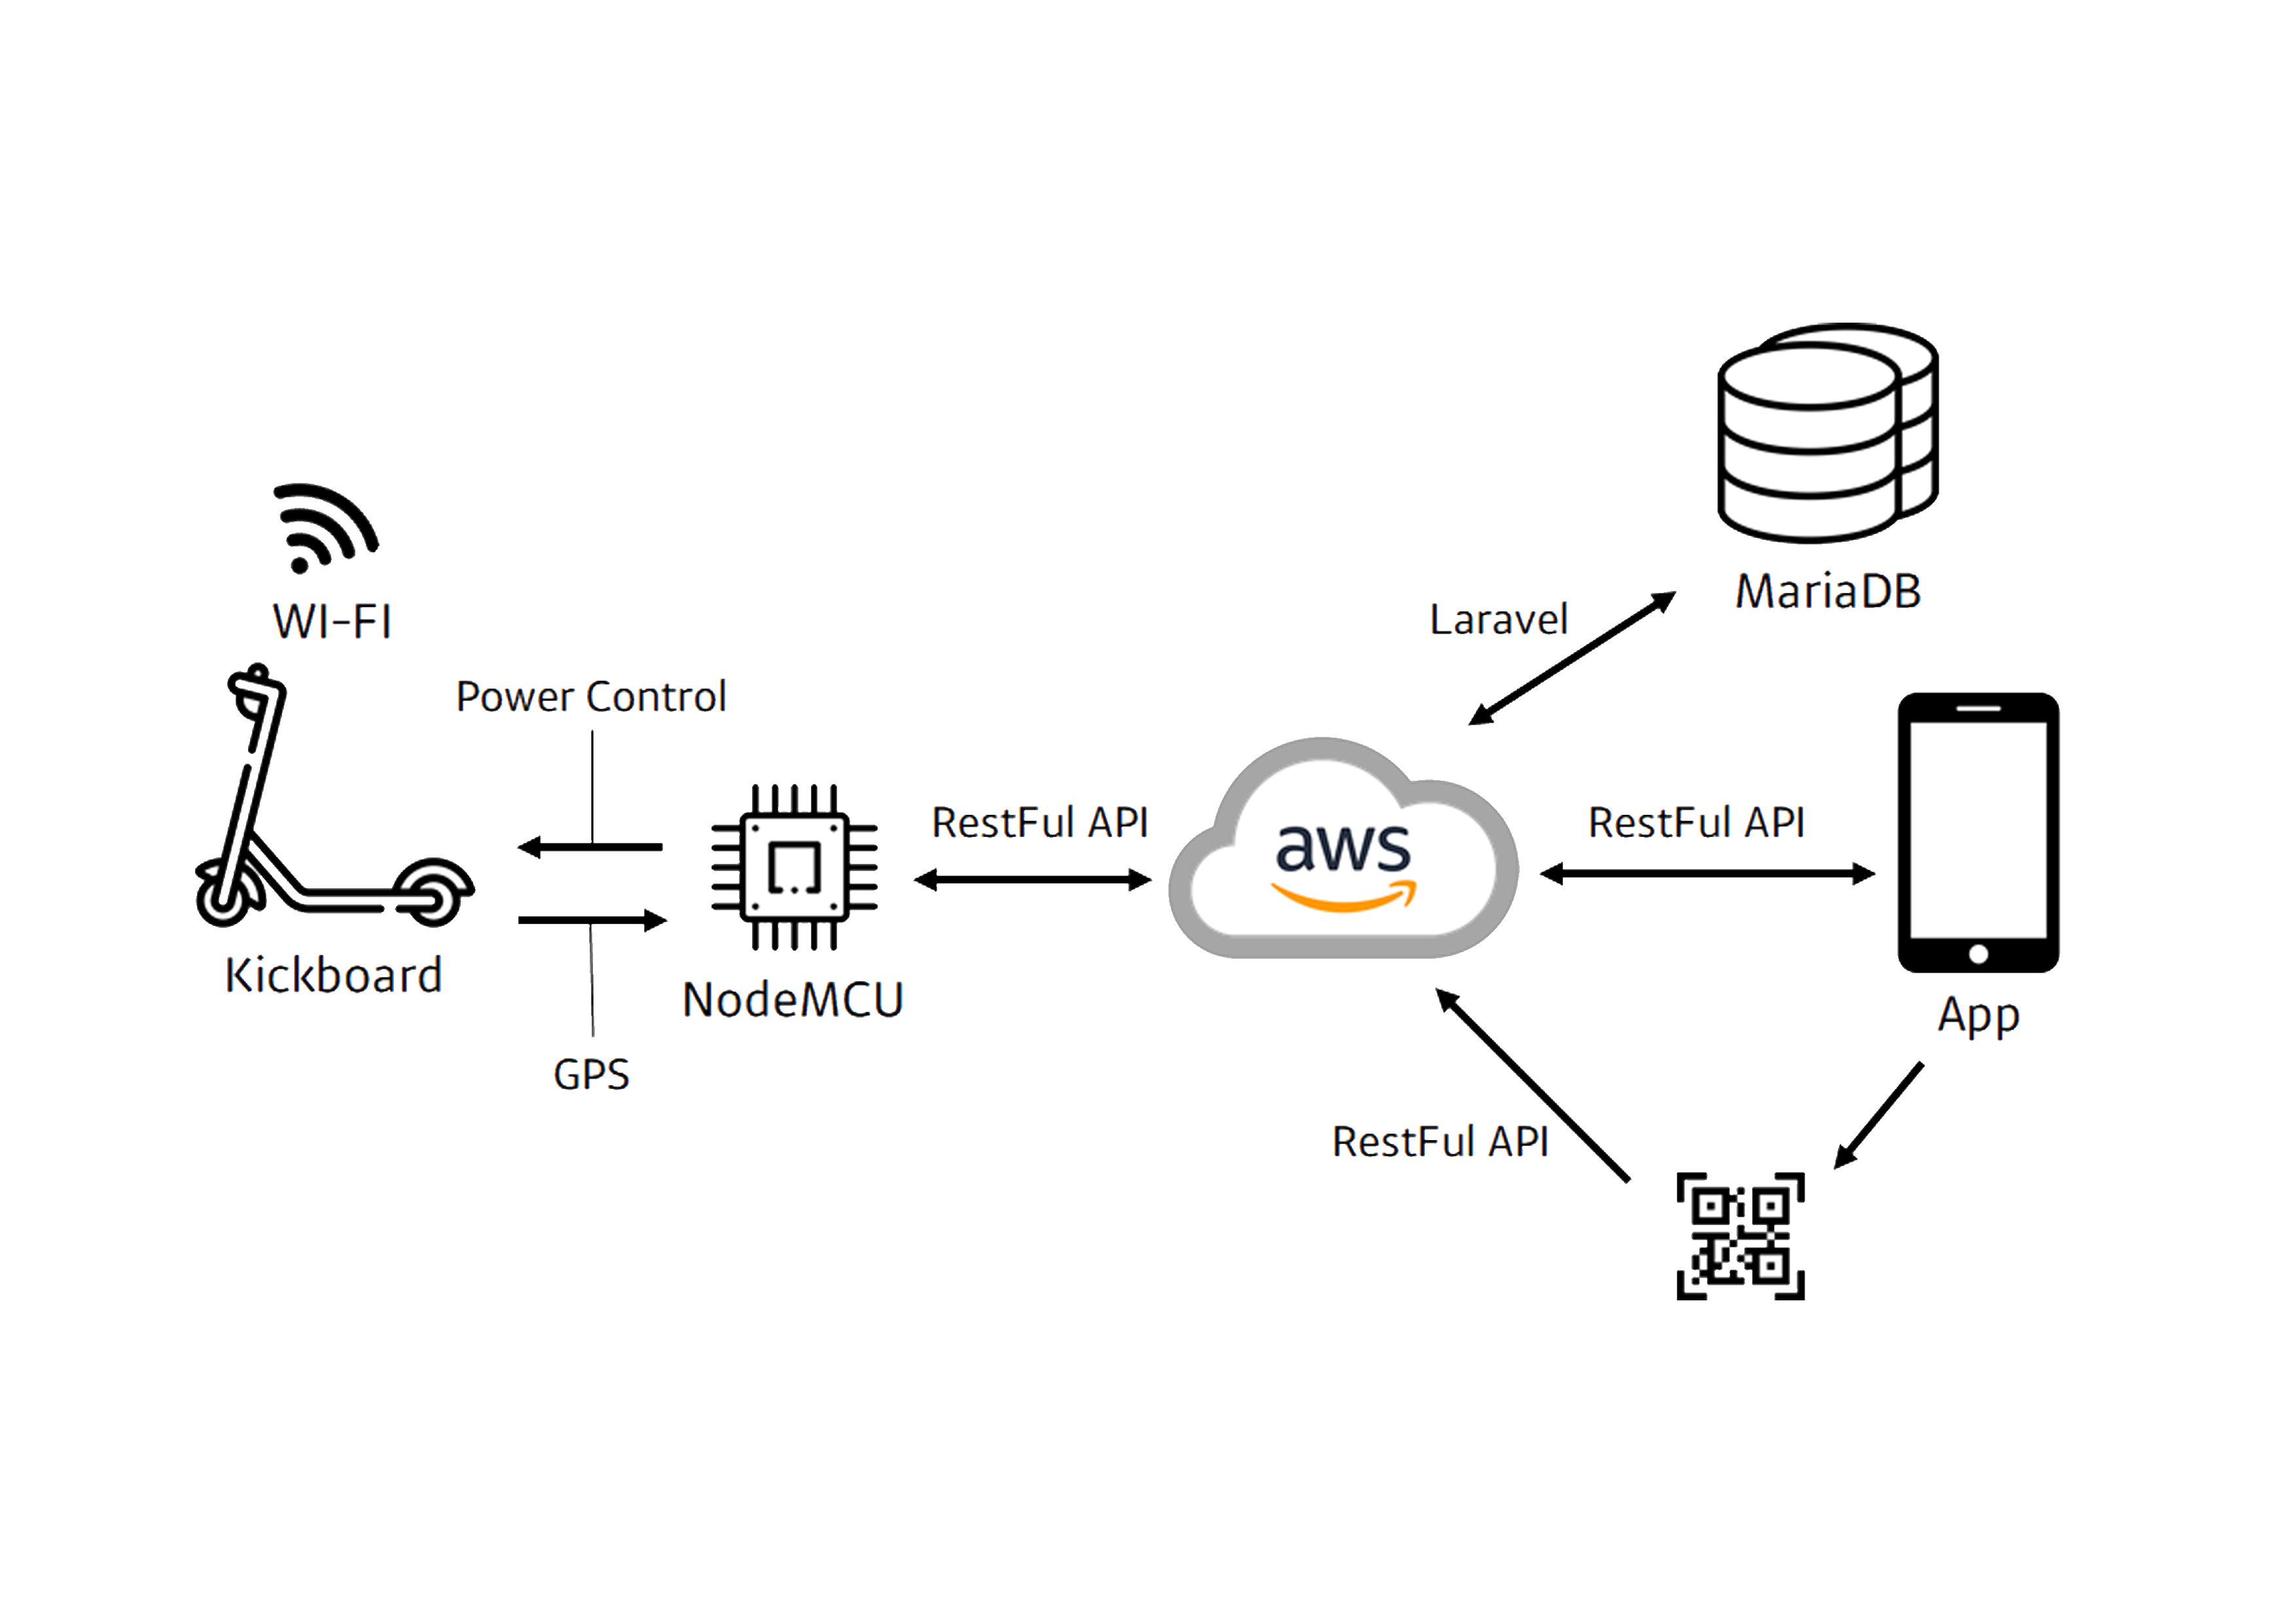 WI-FI
Kickboard
Power Control
GPS
NodeMCU
RestFul API
aws
Laravel
MariaDB
RestFul API
App
RestFul API